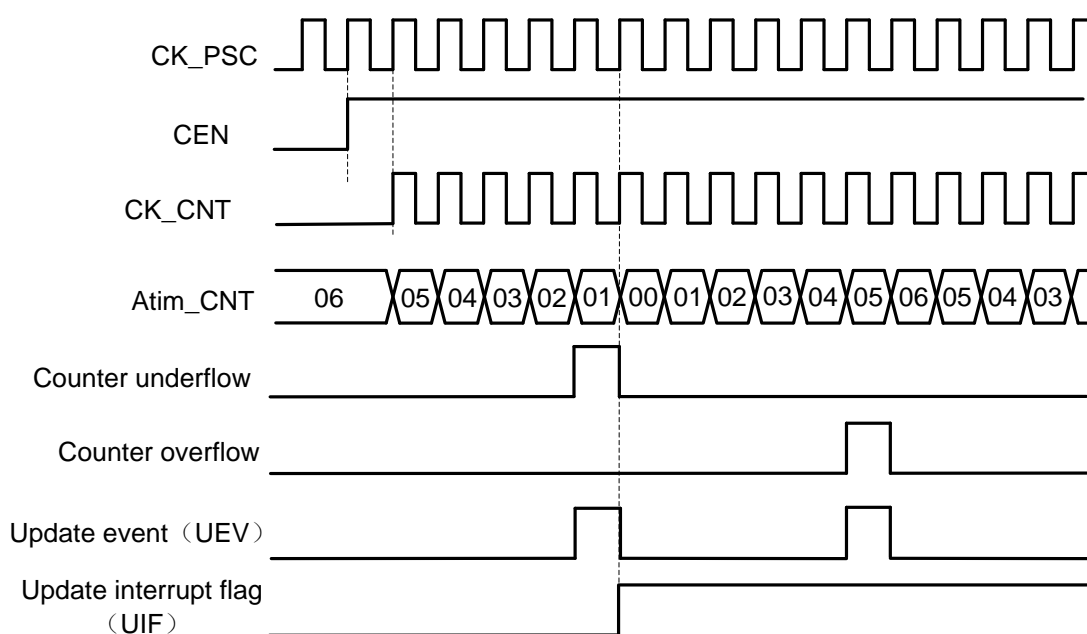 CK_PSC
CEN
CK_CNT
Atim_CNT
06 05 04 03 02 01 00 01 02 03 04 05 06 05 04 03
Counter underflow
Counter overflow
Update event（UEV）
Update interrupt flag
（UIF）